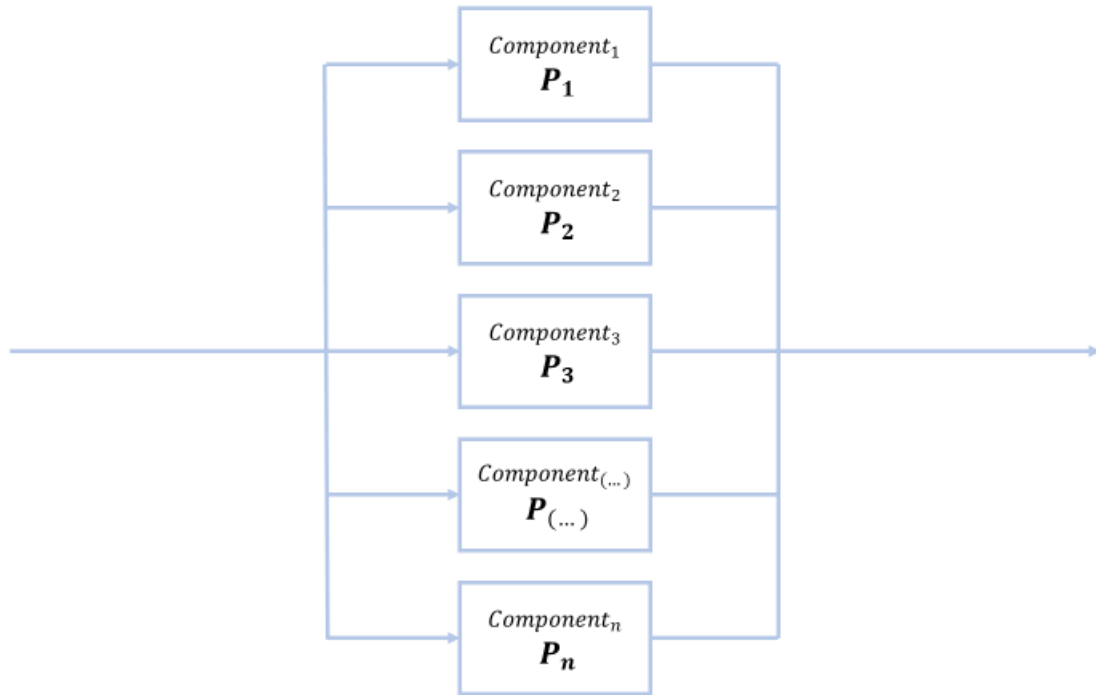 Component₁
P₁
Component₂
P₂
Component₃
P₃
Component₍...₎
P₍...₎
Componentₙ
Pₙ